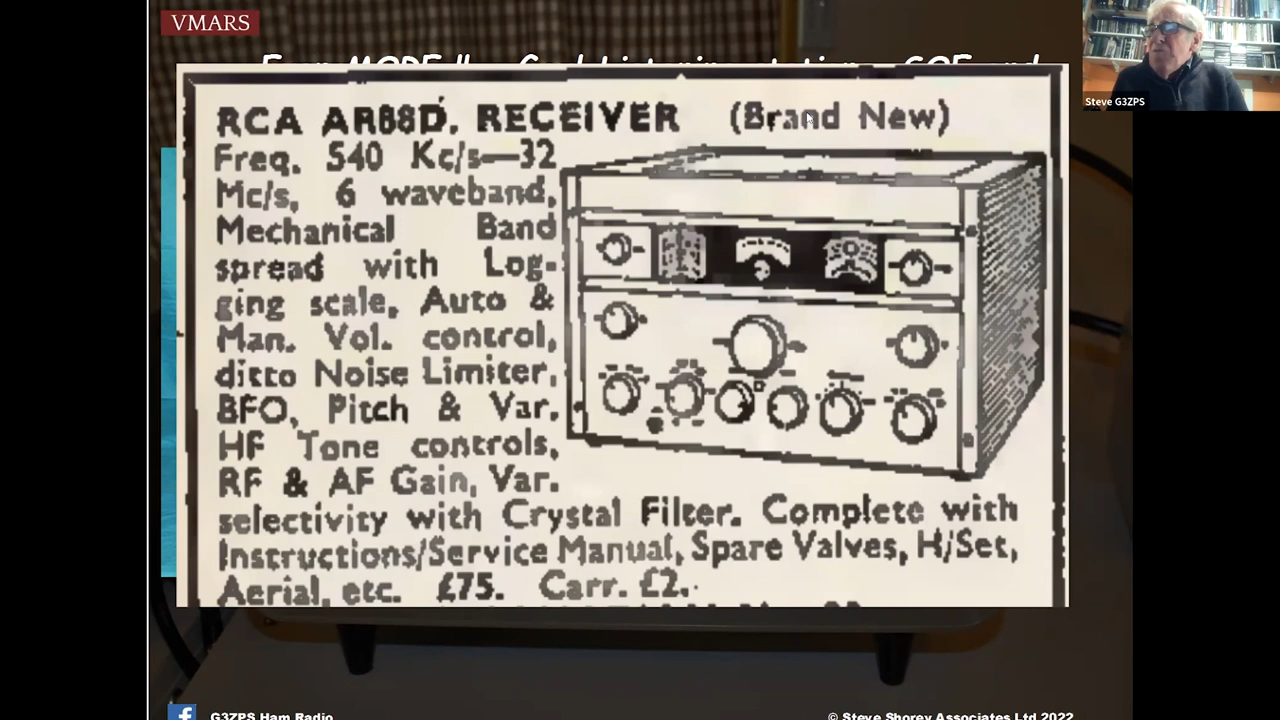 VMARS
RCA AR88D. RECEIVER (Brand New)
Freq. 540 Kc/s—32
Mc/s, 6 waveband,
Mechanical Band
spread with Log-
ging scale, Auto &
Man. Vol. control,
ditto Noise Limiter,
BFO, Pitch & Var.
HF Tone controls,
RF & AF Gain, Var.
selectivity with Crystal Filter. Complete with
Instructions/Service Manual, Spare Valves, H/Set,
Aerial, etc. £75. Carr. £2.
Steve G3ZPS
G3ZPS Ham Radio
© Steve Shorey Associates Ltd 2022